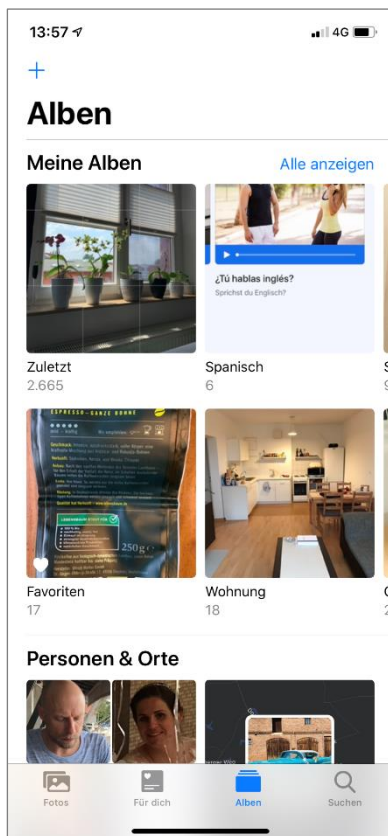 13:57
4G
+
Alben
Meine Alben
Alle anzeigen
¿Tú hablas inglés?
Sprichst du Englisch?
Zuletzt
2.665
Spanisch
6
ESPRESSO - GANZE BOHNE
250g
Favoriten
17
Wohnung
18
Personen & Orte
Fotos
Für dich
Alben
Suchen